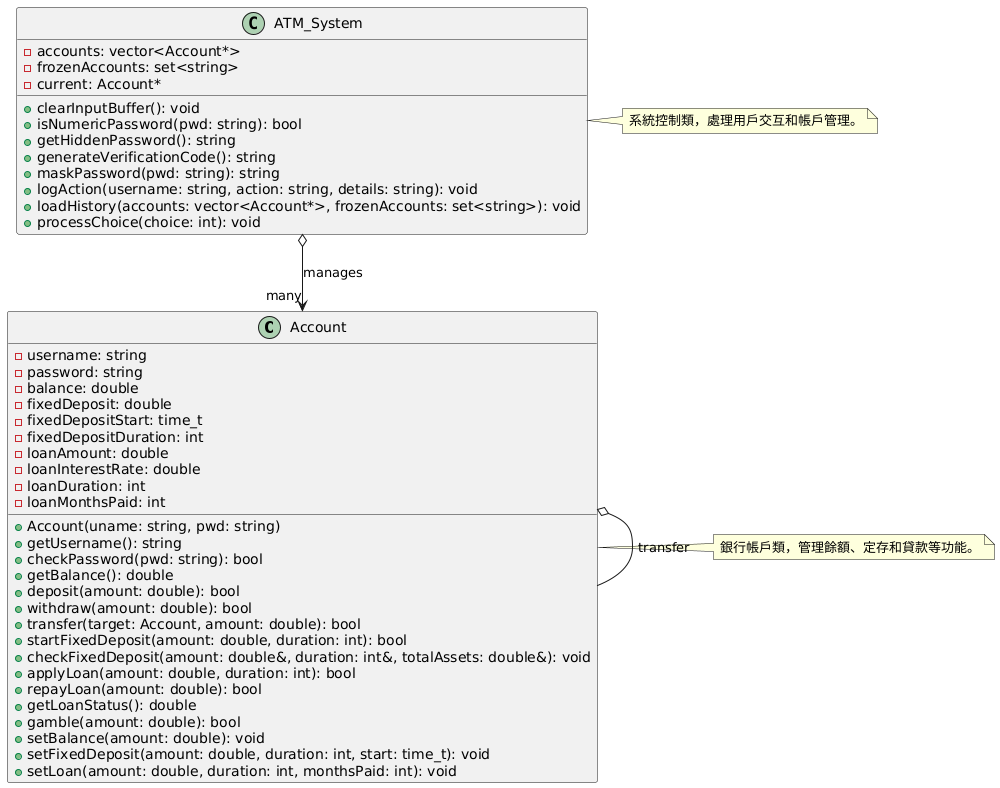 C ATM_System
accounts: vector<Account*>
frozenAccounts: set<string>
current: Account*
clearInputBuffer(): void
isNumericPassword(pwd: string): bool
getHiddenPassword(): string
generateVerificationCode(): string
maskPassword(pwd: string): string
logAction(username: string, action: string, details: string): void
loadHistory(accounts: vector<Account*>, frozenAccounts: set<string>): void
processChoice(choice: int): void
系統控制類，處理用戶交互和帳戶管理。
manages
many
C Account
username: string
password: string
balance: double
fixedDeposit: double
fixedDepositStart: time_t
fixedDepositDuration: int
loanAmount: double
loanInterestRate: double
loanDuration: int
loanMonthsPaid: int
Account(uname: string, pwd: string)
getUsername(): string
checkPassword(pwd: string): bool
getBalance(): double
deposit(amount: double): bool
withdraw(amount: double): bool
transfer(target: Account, amount: double): bool
startFixedDeposit(amount: double, duration: int): bool
checkFixedDeposit(amount: double&, duration: int&, totalAssets: double&): void
applyLoan(amount: double, duration: int): bool
repayLoan(amount: double): bool
getLoanStatus(): double
gamble(amount: double): bool
setBalance(amount: double): void
setFixedDeposit(amount: double, duration: int, start: time_t): void
setLoan(amount: double, duration: int, monthsPaid: int): void
transfer
銀行帳戶類，管理餘額、定存和貸款等功能。